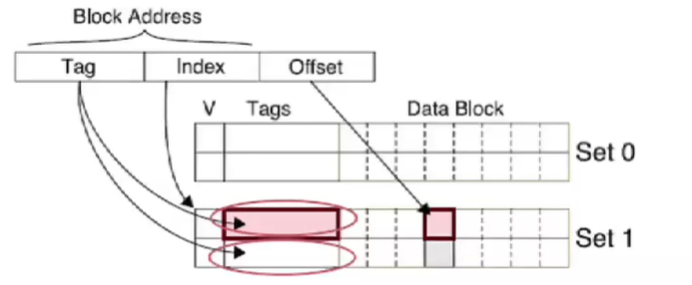 Block Address
Tag Index Offset
V Tags Data Block
Set 0
Set 1